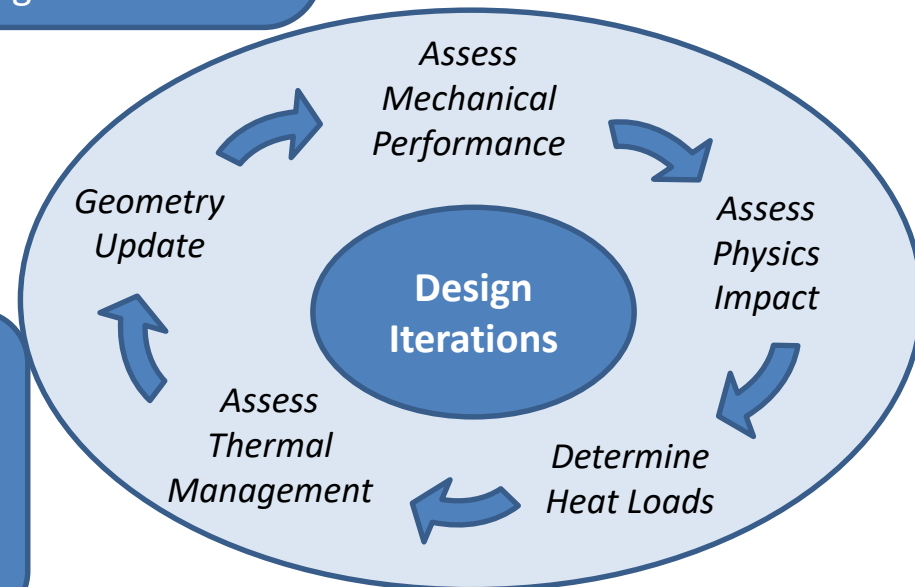 Assess
Mechanical
Performance
Geometry
Update
Assess
Physics
Impact
Design
Iterations
Assess
Thermal
Management
Determine
Heat Loads